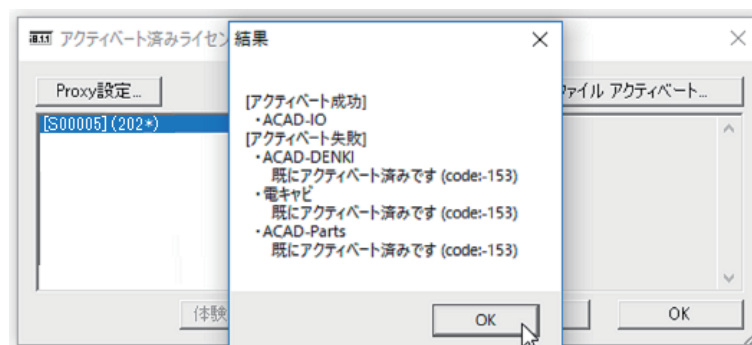 アクティベート済みライセン
結果
Proxy設定...
ファイル アクティベート...
[S00005] (202*)
[アクティベート成功]
・ACAD-IO
[アクティベート失敗]
・ACAD-DENKI
既にアクティベート済みです (code:-153)
・電キャビ
既にアクティベート済みです (code:-153)
・ACAD-Parts
既にアクティベート済みです (code:-153)
体験
OK
OK